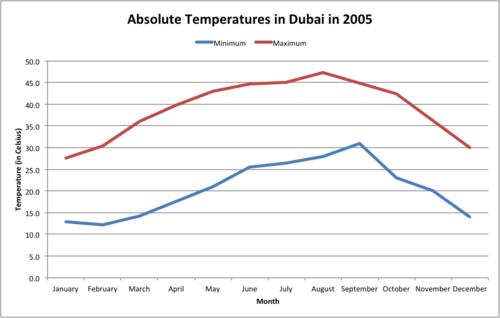 Absolute Temperatures in Dubai in 2005
Minimum Maximum
Temperature (in Celsius)
50.0
45.0
40.0
35.0
30.0
25.0
20.0
15.0
10.0
5.0
0.0
January February March April May June July August September October November December
Month